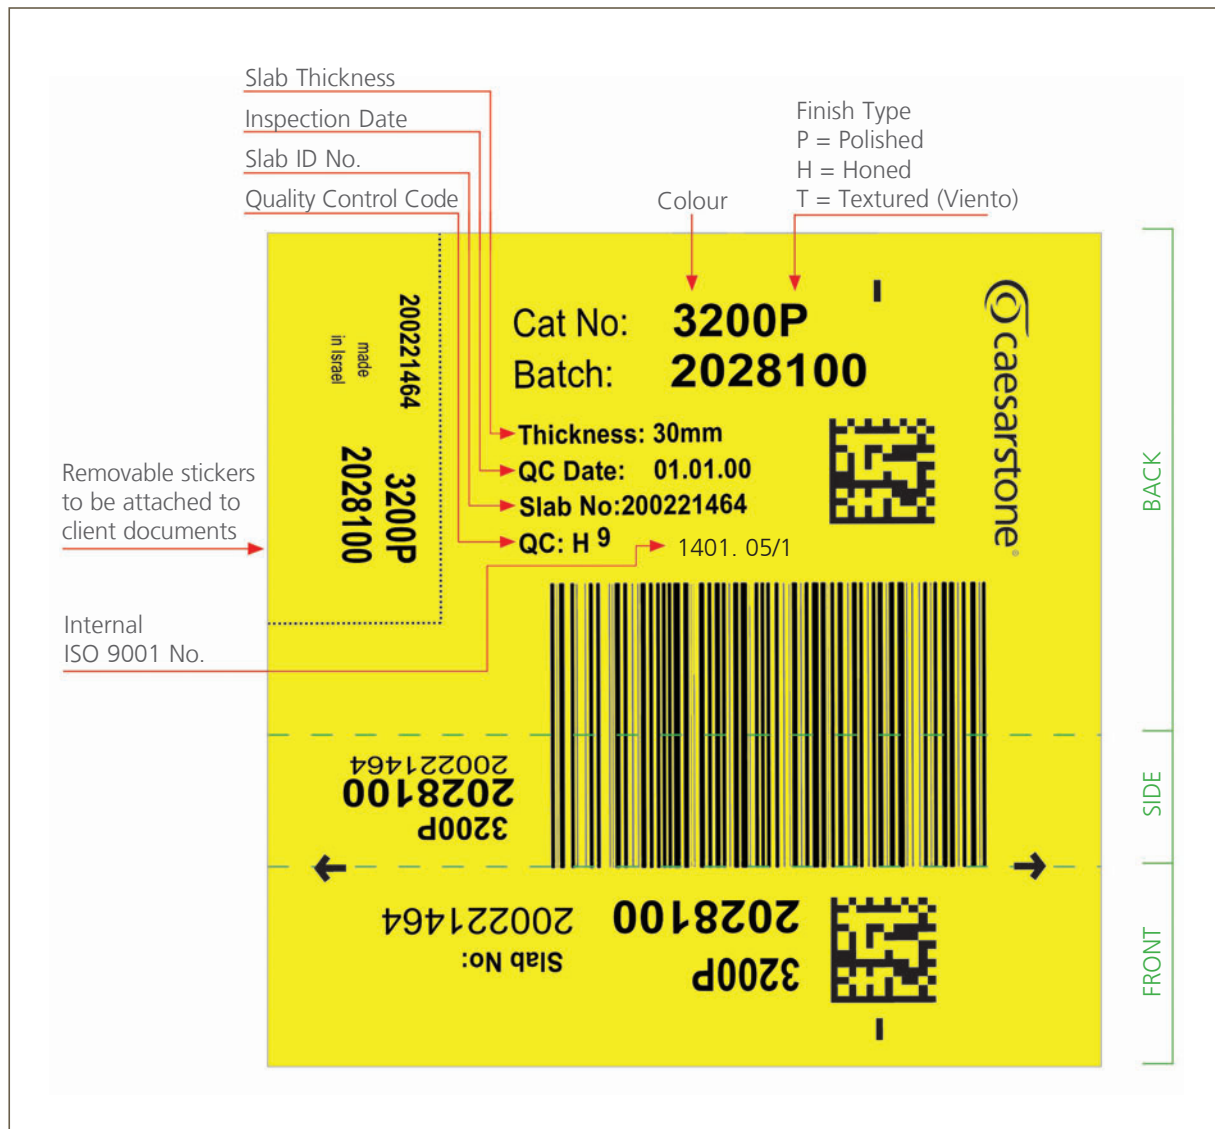 Slab Thickness
Inspection Date
Slab ID No.
Quality Control Code
Colour
Finish Type
P = Polished
H = Honed
T = Textured (Viento)
Removable stickers
to be attached to
client documents
Internal
ISO 9001 No.
200221464
made
in Israel
3200P
2028100
Cat No: 3200P
Batch: 2028100
Thickness: 30mm
QC Date: 01.01.00
Slab No:200221464
QC: H 9
1401. 05/1
caesarstone®
BACK
200221464
2028100
3200P
SIDE
3200P
2028100
Slab No:
200221464
FRONT